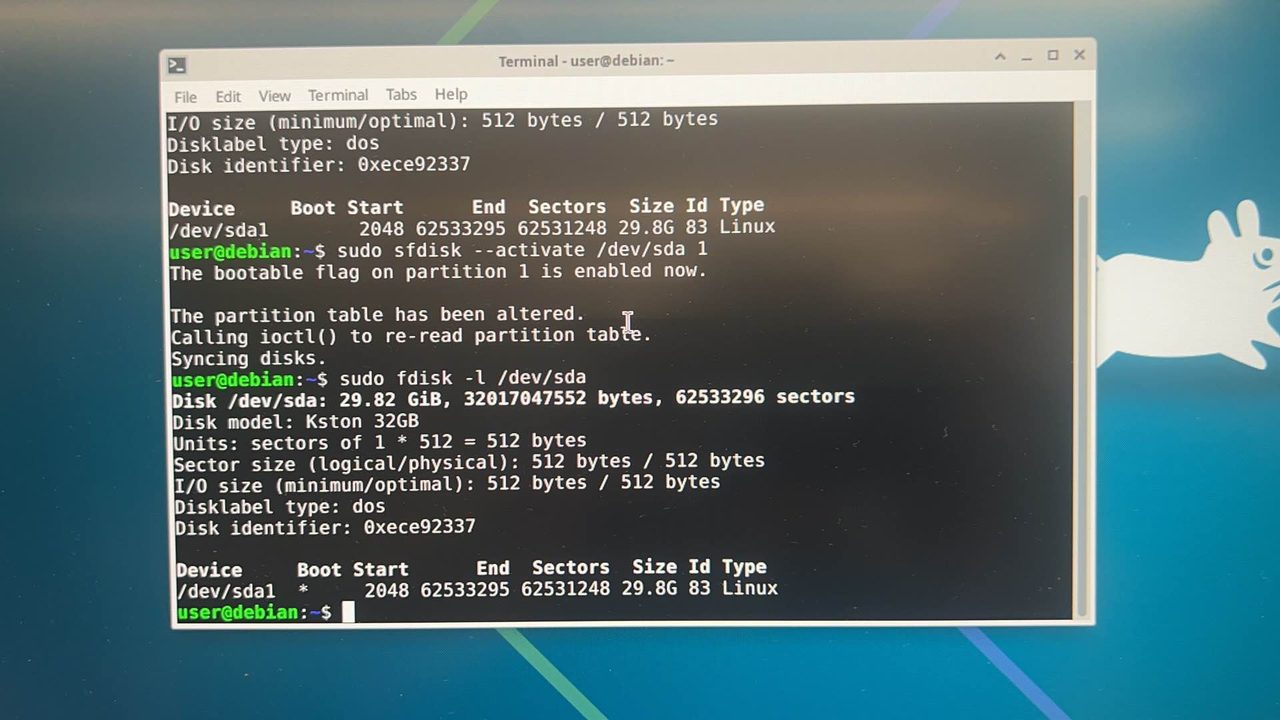 Terminal - user@debian: ~
File Edit View Terminal Tabs Help
I/O size (minimum/optimal): 512 bytes / 512 bytes
Disklabel type: dos
Disk identifier: 0xece92337
Device     Boot Start      End  Sectors  Size Id Type
/dev/sda1        2048 62533295 62531248 29.8G 83 Linux
user@debian:~$ sudo sfdisk --activate /dev/sda 1
The bootable flag on partition 1 is enabled now.
The partition table has been altered.
Calling ioctl() to re-read partition table.
Syncing disks.
user@debian:~$ sudo fdisk -l /dev/sda
Disk /dev/sda: 29.82 GiB, 32017047552 bytes, 62533296 sectors
Disk model: Kston 32GB
Units: sectors of 1 * 512 = 512 bytes
Sector size (logical/physical): 512 bytes / 512 bytes
I/O size (minimum/optimal): 512 bytes / 512 bytes
Disklabel type: dos
Disk identifier: 0xece92337
Device     Boot Start      End  Sectors  Size Id Type
/dev/sda1  *     2048 62533295 62531248 29.8G 83 Linux
user@debian:~$